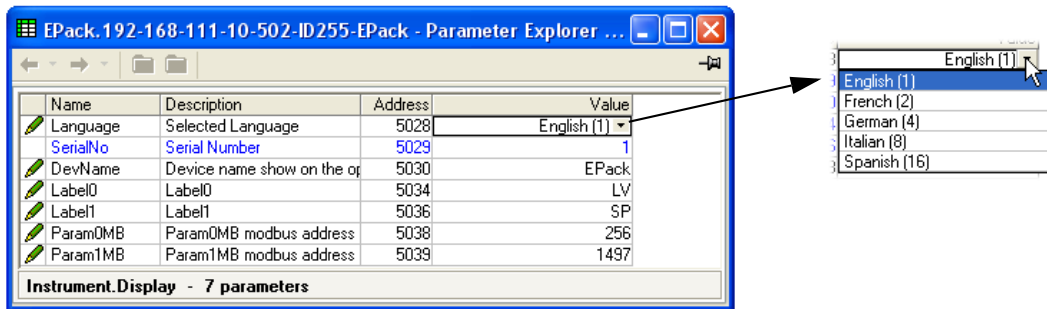 EPack.192-168-111-10-502-ID255-EPack - Parameter Explorer ...
Name Description Address Value
Language Selected Language 5028 English (1)
SerialNo Serial Number 5029 1
DevName Device name show on the op 5030 EPack
Label0 Label0 5034 LV
Label1 Label1 5036 SP
Param0MB Param0MB modbus address 5038 256
Param1MB Param1MB modbus address 5039 1497
Instrument.Display - 7 parameters
English (1)
English (1)
French (2)
German (4)
Italian (8)
Spanish (16)